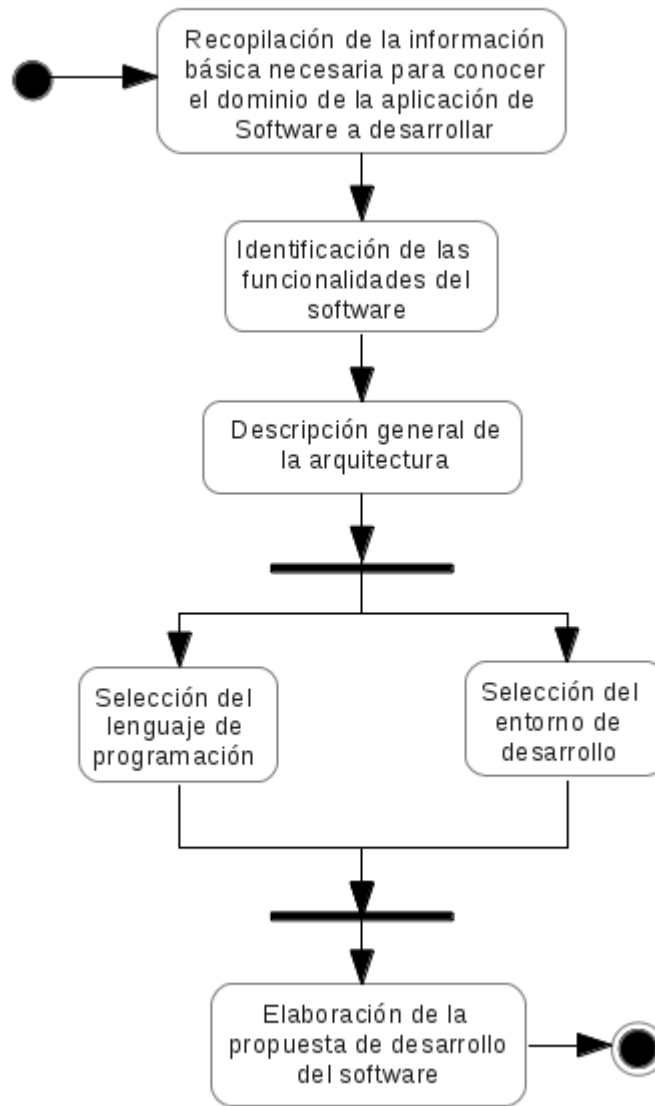 Recopilación de la información
básica necesaria para conocer
el dominio de la aplicación de
Software a desarrollar
Identificación de las
funcionalidades del
software
Descripción general de
la arquitectura
Selección del
lenguaje de
programación
Selección del
entorno de
desarrollo
Elaboración de la
propuesta de desarrollo
del software